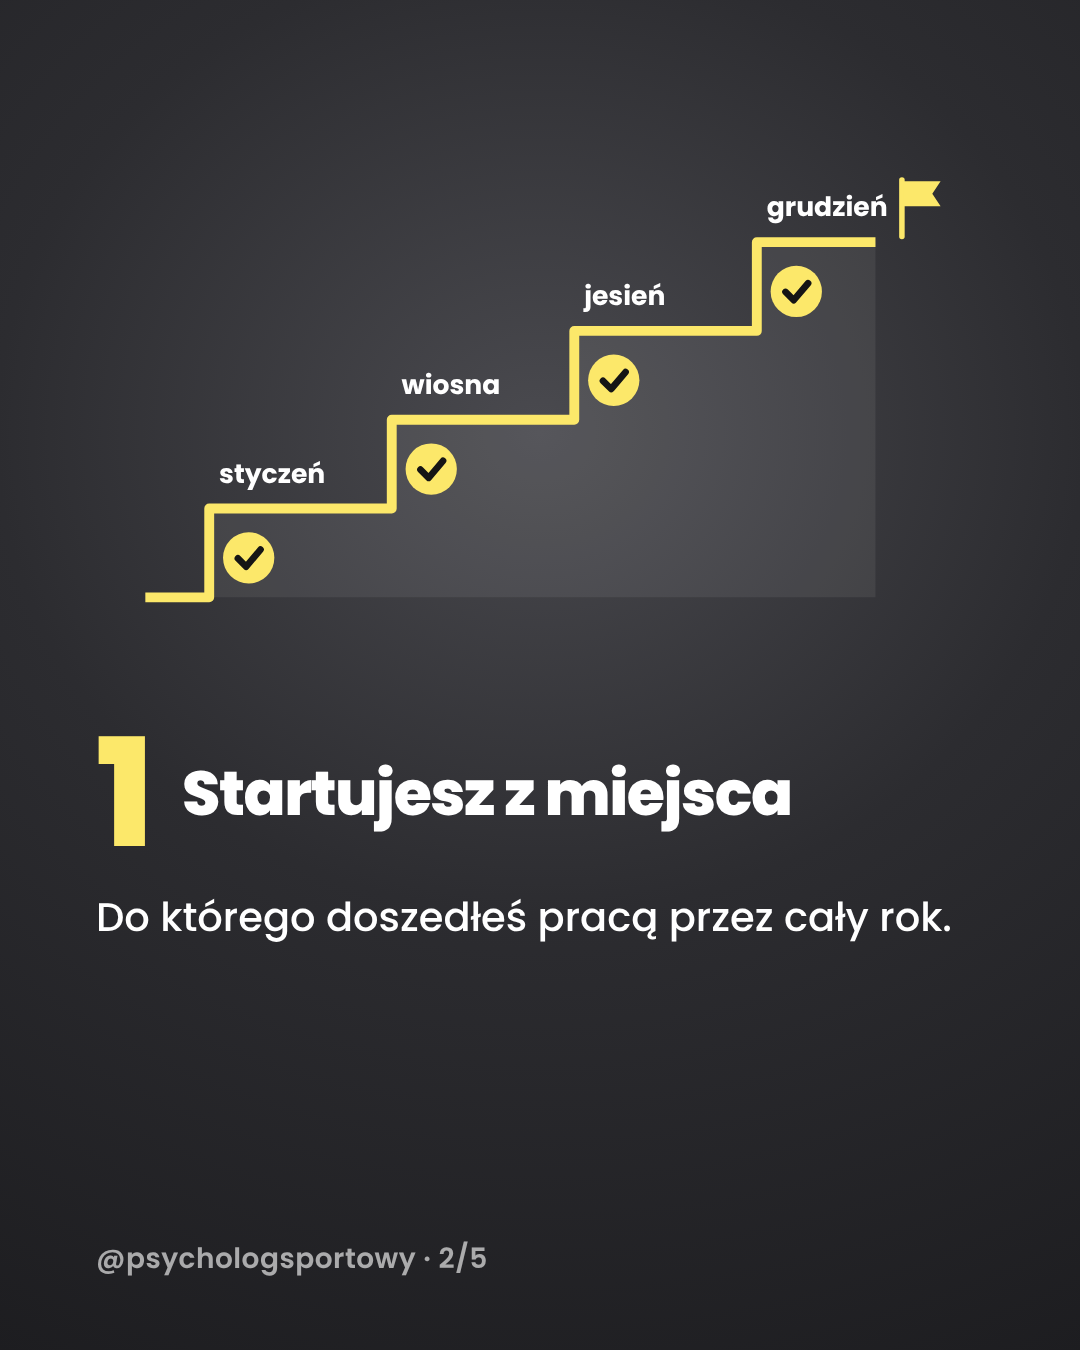 grudzień
jesień
wiosna
styczeń
1 Startujesz z miejsca
Do którego doszedłeś pracą przez cały rok.
@psychologsportowy · 2/5